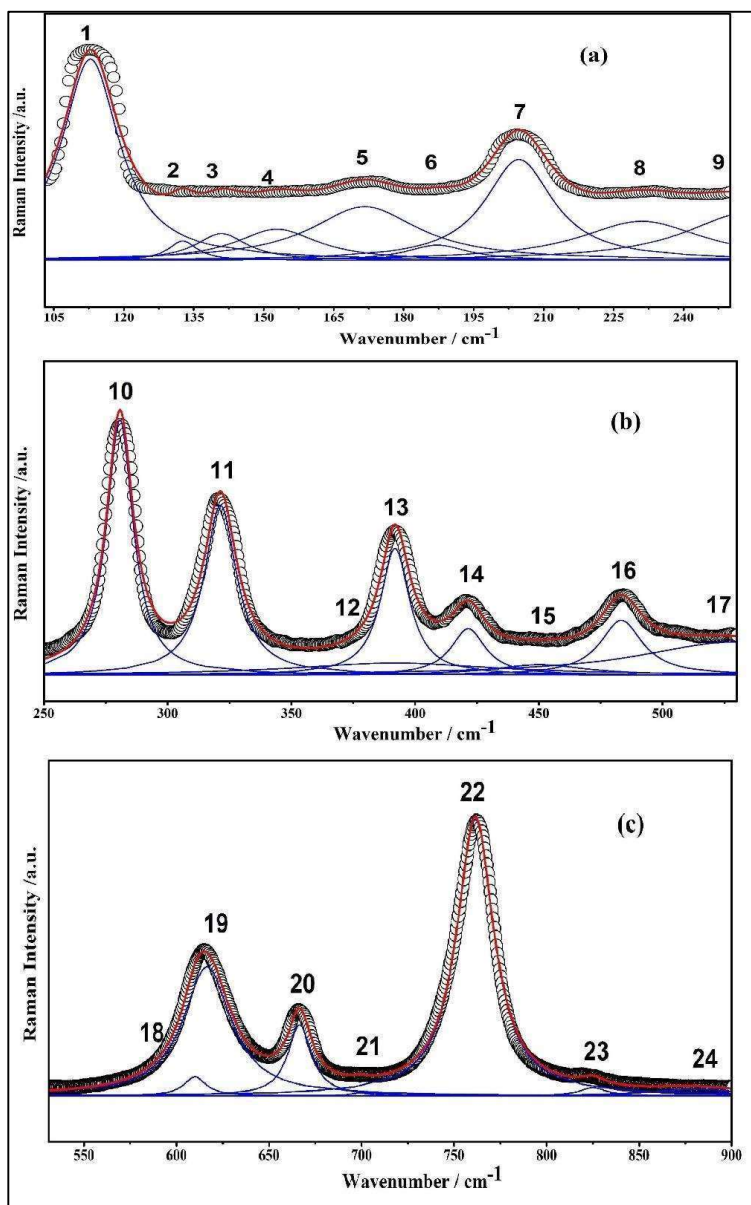 1
(a)
7
2 3 4 5 6 8 9
Raman Intensity /a.u.
105 120 135 150 165 180 195 210 225 240
Wavenumber / cm-1
10
(b)
11
13
12 14 15 16 17
Raman Intensity /a.u.
250 300 350 400 450 500
Wavenumber / cm-1
22
(c)
19
20
18 21 23 24
Raman Intensity /a.u.
550 600 650 700 750 800 850 900
Wavenumber / cm-1